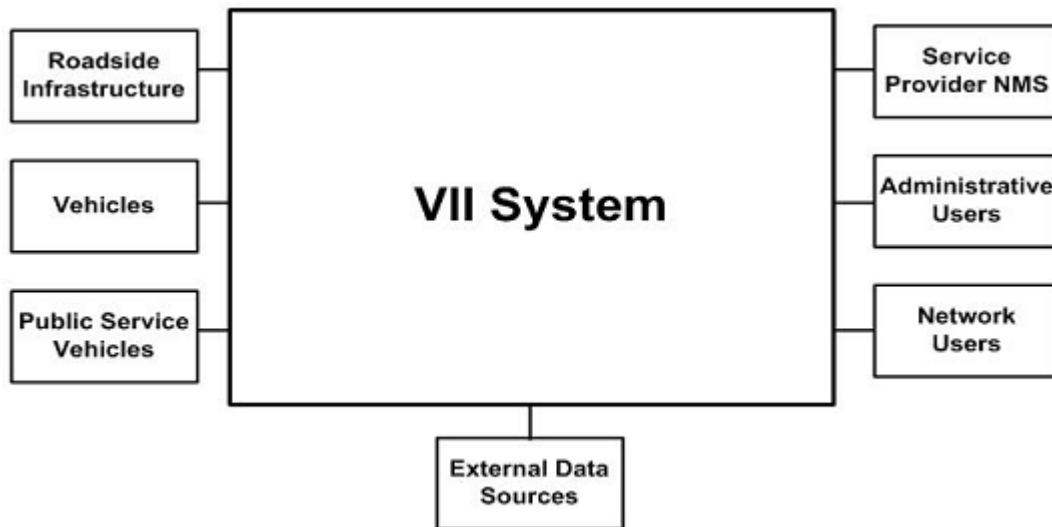 Roadside
Infrastructure
Vehicles
Public Service
Vehicles
VII System
Service
Provider NMS
Administrative
Users
Network
Users
External Data
Sources